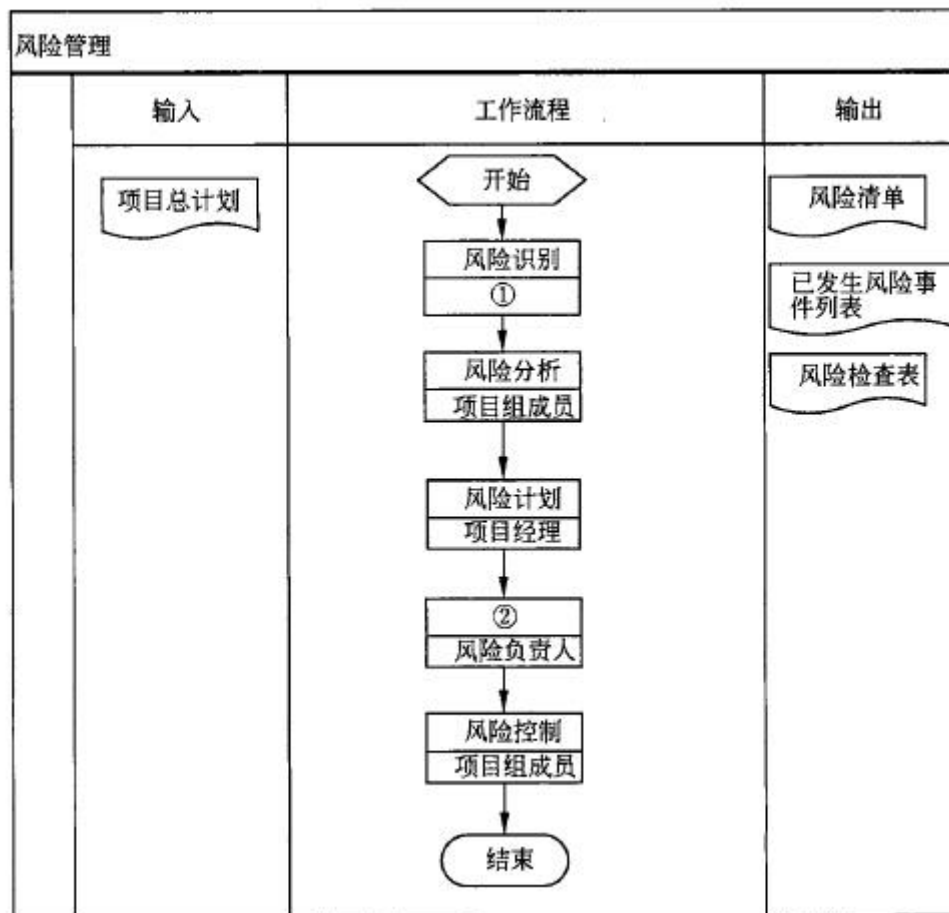 风险管理
输入
工作流程
输出
项目总计划
开始
风险识别
①
风险分析
项目组成员
风险计划
项目经理
②
风险负责人
风险控制
项目组成员
结束
风险清单
已发生风险事
件列表
风险检查表